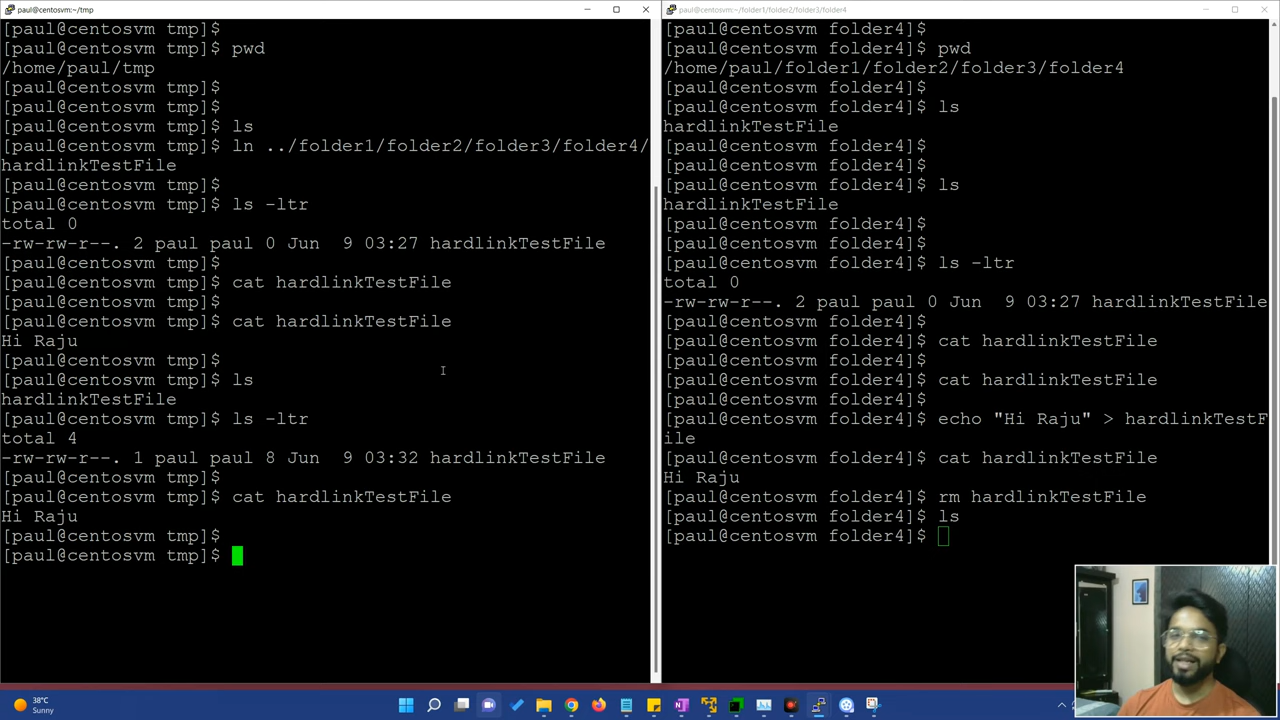 paul@centosvm:~/tmp
[paul@centosvm tmp]$
[paul@centosvm tmp]$ pwd
/home/paul/tmp
[paul@centosvm tmp]$
[paul@centosvm tmp]$
[paul@centosvm tmp]$ ls
[paul@centosvm tmp]$ ln ../folder1/folder2/folder3/folder4/
hardlinkTestFile
[paul@centosvm tmp]$
[paul@centosvm tmp]$ ls -ltr
total 0
-rw-rw-r--. 2 paul paul 0 Jun  9 03:27 hardlinkTestFile
[paul@centosvm tmp]$
[paul@centosvm tmp]$ cat hardlinkTestFile
[paul@centosvm tmp]$
[paul@centosvm tmp]$ cat hardlinkTestFile
Hi Raju
[paul@centosvm tmp]$
[paul@centosvm tmp]$ ls
hardlinkTestFile
[paul@centosvm tmp]$ ls -ltr
total 4
-rw-rw-r--. 1 paul paul 8 Jun  9 03:32 hardlinkTestFile
[paul@centosvm tmp]$
[paul@centosvm tmp]$ cat hardlinkTestFile
Hi Raju
[paul@centosvm tmp]$
[paul@centosvm tmp]$
paul@centosvm:~/folder1/folder2/folder3/folder4
[paul@centosvm folder4]$
[paul@centosvm folder4]$ pwd
/home/paul/folder1/folder2/folder3/folder4
[paul@centosvm folder4]$
[paul@centosvm folder4]$ ls
hardlinkTestFile
[paul@centosvm folder4]$
[paul@centosvm folder4]$
[paul@centosvm folder4]$ ls
hardlinkTestFile
[paul@centosvm folder4]$
[paul@centosvm folder4]$
[paul@centosvm folder4]$ ls -ltr
total 0
-rw-rw-r--. 2 paul paul 0 Jun  9 03:27 hardlinkTestFile
[paul@centosvm folder4]$
[paul@centosvm folder4]$ cat hardlinkTestFile
[paul@centosvm folder4]$
[paul@centosvm folder4]$ cat hardlinkTestFile
[paul@centosvm folder4]$ echo "Hi Raju" > hardlinkTestF
ile
[paul@centosvm folder4]$ cat hardlinkTestFile
Hi Raju
[paul@centosvm folder4]$ rm hardlinkTestFile
[paul@centosvm folder4]$ ls
[paul@centosvm folder4]$
38°C
Sunny